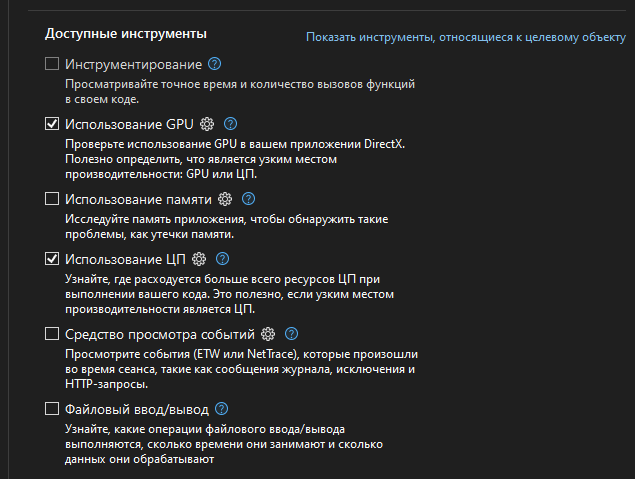 Доступные инструменты
Показать инструменты, относящиеся к целевому объекту
Инструментирование
Просматривайте точное время и количество вызовов функций
в своем коде.
Использование GPU
Проверьте использование GPU в вашем приложении DirectX.
Полезно определить, что является узким местом
производительности: GPU или ЦП.
Использование памяти
Исследуйте память приложения, чтобы обнаружить такие
проблемы, как утечки памяти.
Использование ЦП
Узнайте, где расходуется больше всего ресурсов ЦП при
выполнении вашего кода. Это полезно, если узким местом
производительности является ЦП.
Средство просмотра событий
Просмотрите события (ETW или NetTrace), которые произошли
во время сеанса, такие как сообщения журнала, исключения и
HTTP-запросы.
Файловый ввод/вывод
Узнайте, какие операции файлового ввода/вывода
выполняются, сколько времени они занимают и сколько
данных они обрабатывают